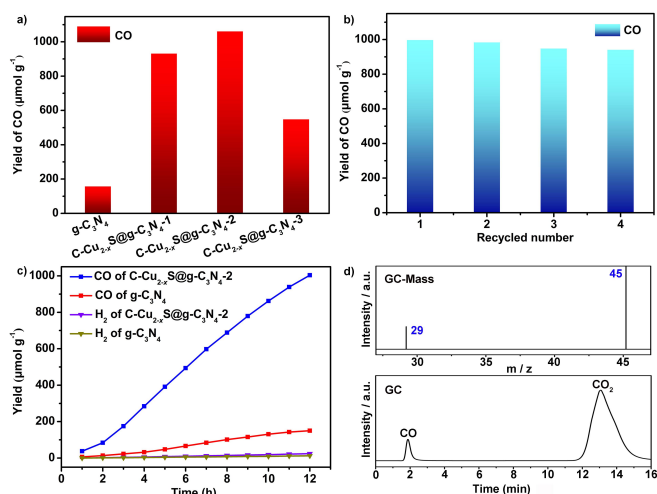 a)
CO
Yield of CO (μmol g⁻¹)
1000
800
600
400
200
0
g-C₃N₄
C-Cu₂₋ₓS@g-C₃N₄-1
C-Cu₂₋ₓS@g-C₃N₄-2
C-Cu₂₋ₓS@g-C₃N₄-3
b)
CO
Yield of CO (μmol g⁻¹)
1000
800
600
400
200
0
1 2 3 4
Recycled number
c)
CO of C-Cu₂₋ₓS@g-C₃N₄-2
CO of g-C₃N₄
H₂ of C-Cu₂₋ₓS@g-C₃N₄-2
H₂ of g-C₃N₄
Yield (μmol g⁻¹)
1000
800
600
400
200
0
0 2 4 6 8 10 12
Time (h)
d)
GC-Mass
45
29
Intensity / a.u.
30 35 40 45
m / z
GC
CO₂
CO
Intensity / a.u.
0 2 4 6 8 10 12 14 16
Time (min)